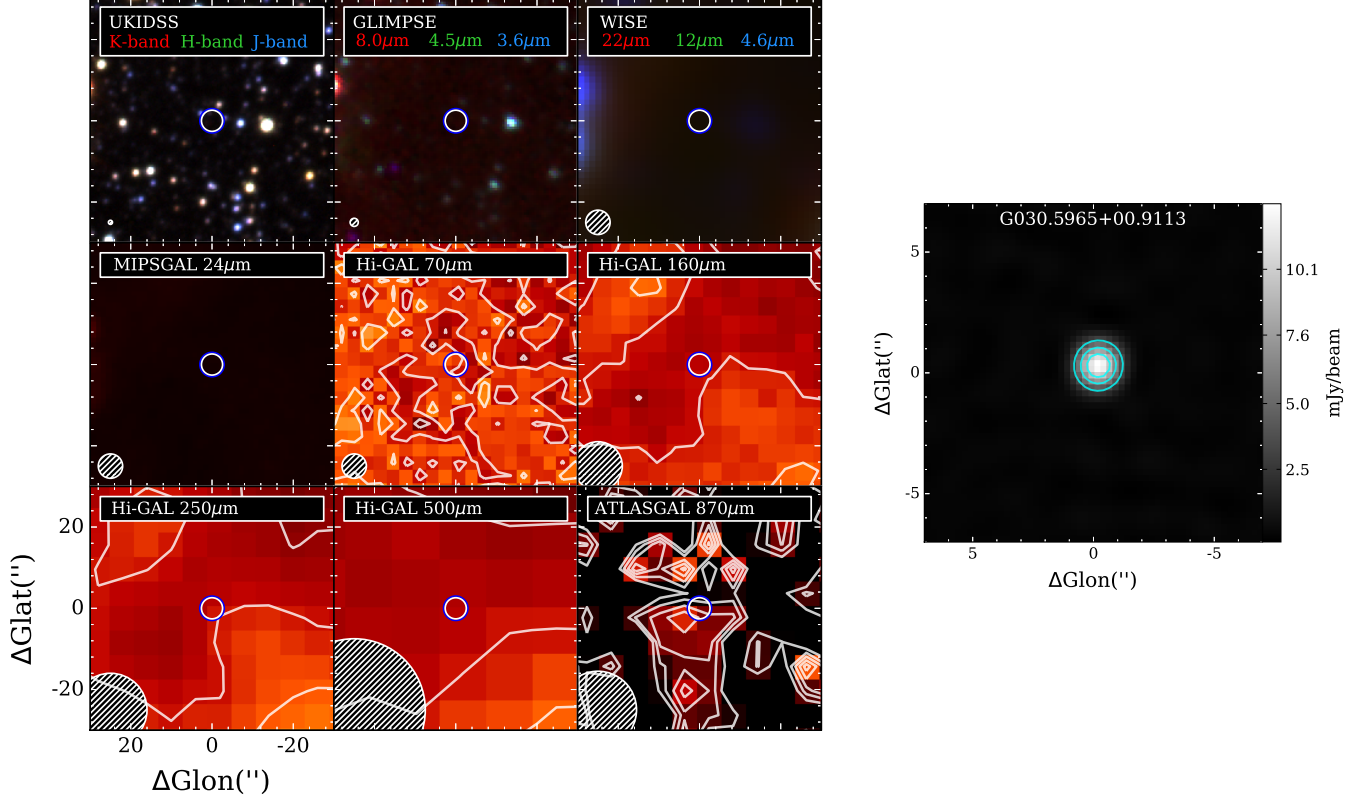 UKIDSS
K-band H-band J-band
GLIMPSE
8.0μm 4.5μm 3.6μm
WISE
22μm 12μm 4.6μm
MIPSGAL 24μm
Hi-GAL 70μm
Hi-GAL 160μm
Hi-GAL 250μm
Hi-GAL 500μm
ATLASGAL 870μm
20
0
-20
ΔGlat('')
20 0 -20
ΔGlon('')
G030.5965+00.9113
5
0
-5
ΔGlat('')
5 0 -5
ΔGlon('')
10.1
7.6
5.0
2.5
mJy/beam